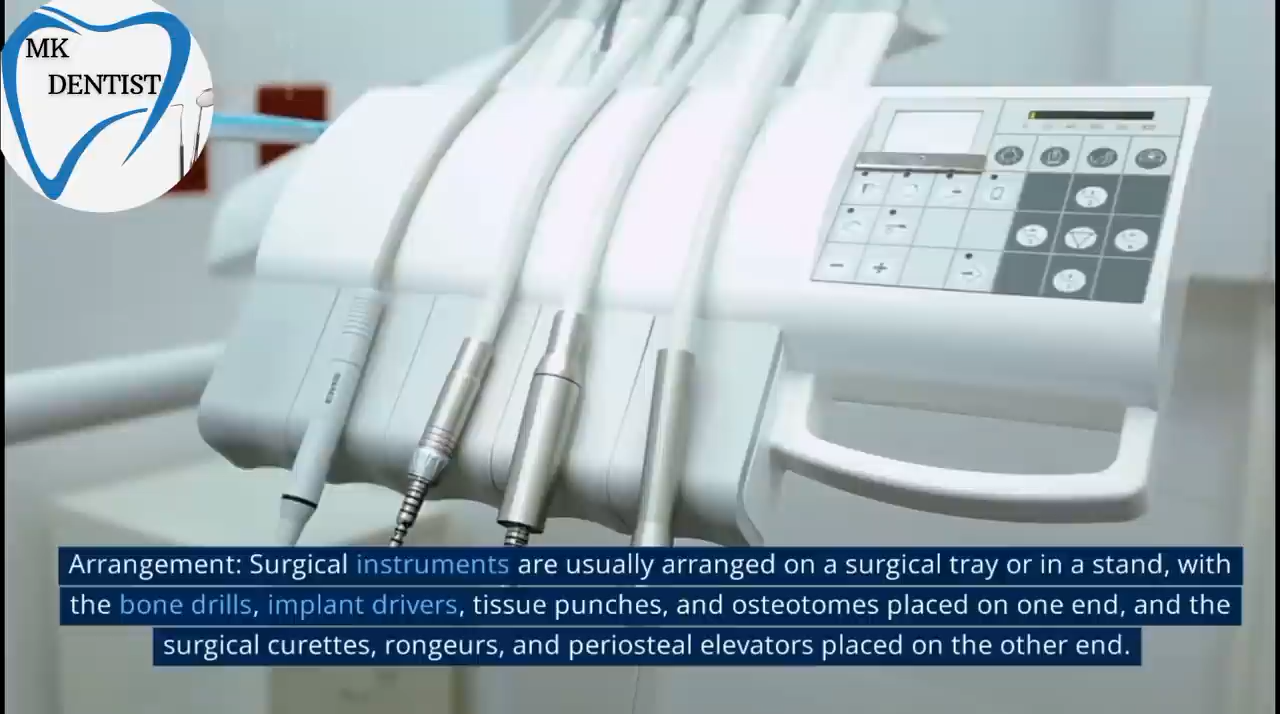 MK
DENTIST
Arrangement: Surgical instruments are usually arranged on a surgical tray or in a stand, with
the bone drills, implant drivers, tissue punches, and osteotomes placed on one end, and the
surgical curettes, rongeurs, and periosteal elevators placed on the other end.